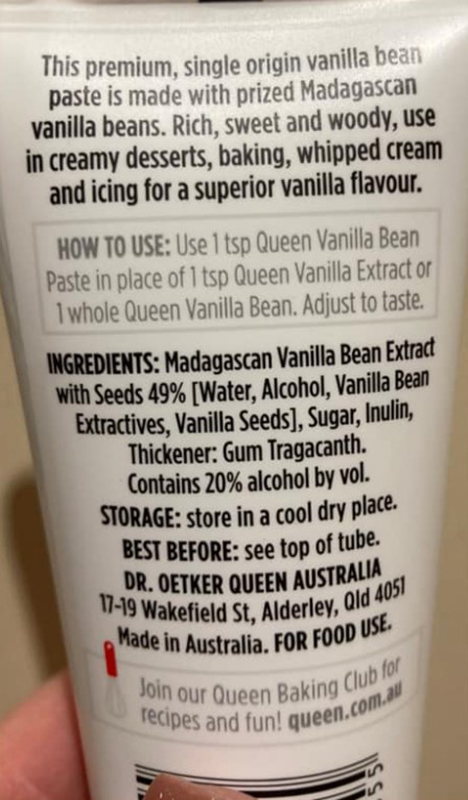 This premium, single origin vanilla bean
paste is made with prized Madagascan
vanilla beans. Rich, sweet and woody, use
in creamy desserts, baking, whipped cream
and icing for a superior vanilla flavour.
HOW TO USE: Use 1 tsp Queen Vanilla Bean
Paste in place of 1 tsp Queen Vanilla Extract or
1 whole Queen Vanilla Bean. Adjust to taste.
INGREDIENTS: Madagascan Vanilla Bean Extract
with Seeds 49% [Water, Alcohol, Vanilla Bean
Extractives, Vanilla Seeds], Sugar, Inulin,
Thickener: Gum Tragacanth.
Contains 20% alcohol by vol.
STORAGE: store in a cool dry place.
BEST BEFORE: see top of tube.
DR. OETKER QUEEN AUSTRALIA
17-19 Wakefield St, Alderley, Qld 4051
Made in Australia. FOR FOOD USE.
Join our Queen Baking Club for
recipes and fun! queen.com.au